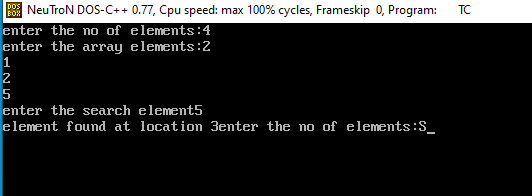 NeuTroN DOS-C++ 0.77, Cpu speed: max 100% cycles, Frameskip 0, Program: TC
enter the no of elements:4
enter the array elements:2
1
2
5
enter the search element5
element found at location 3enter the no of elements:S_